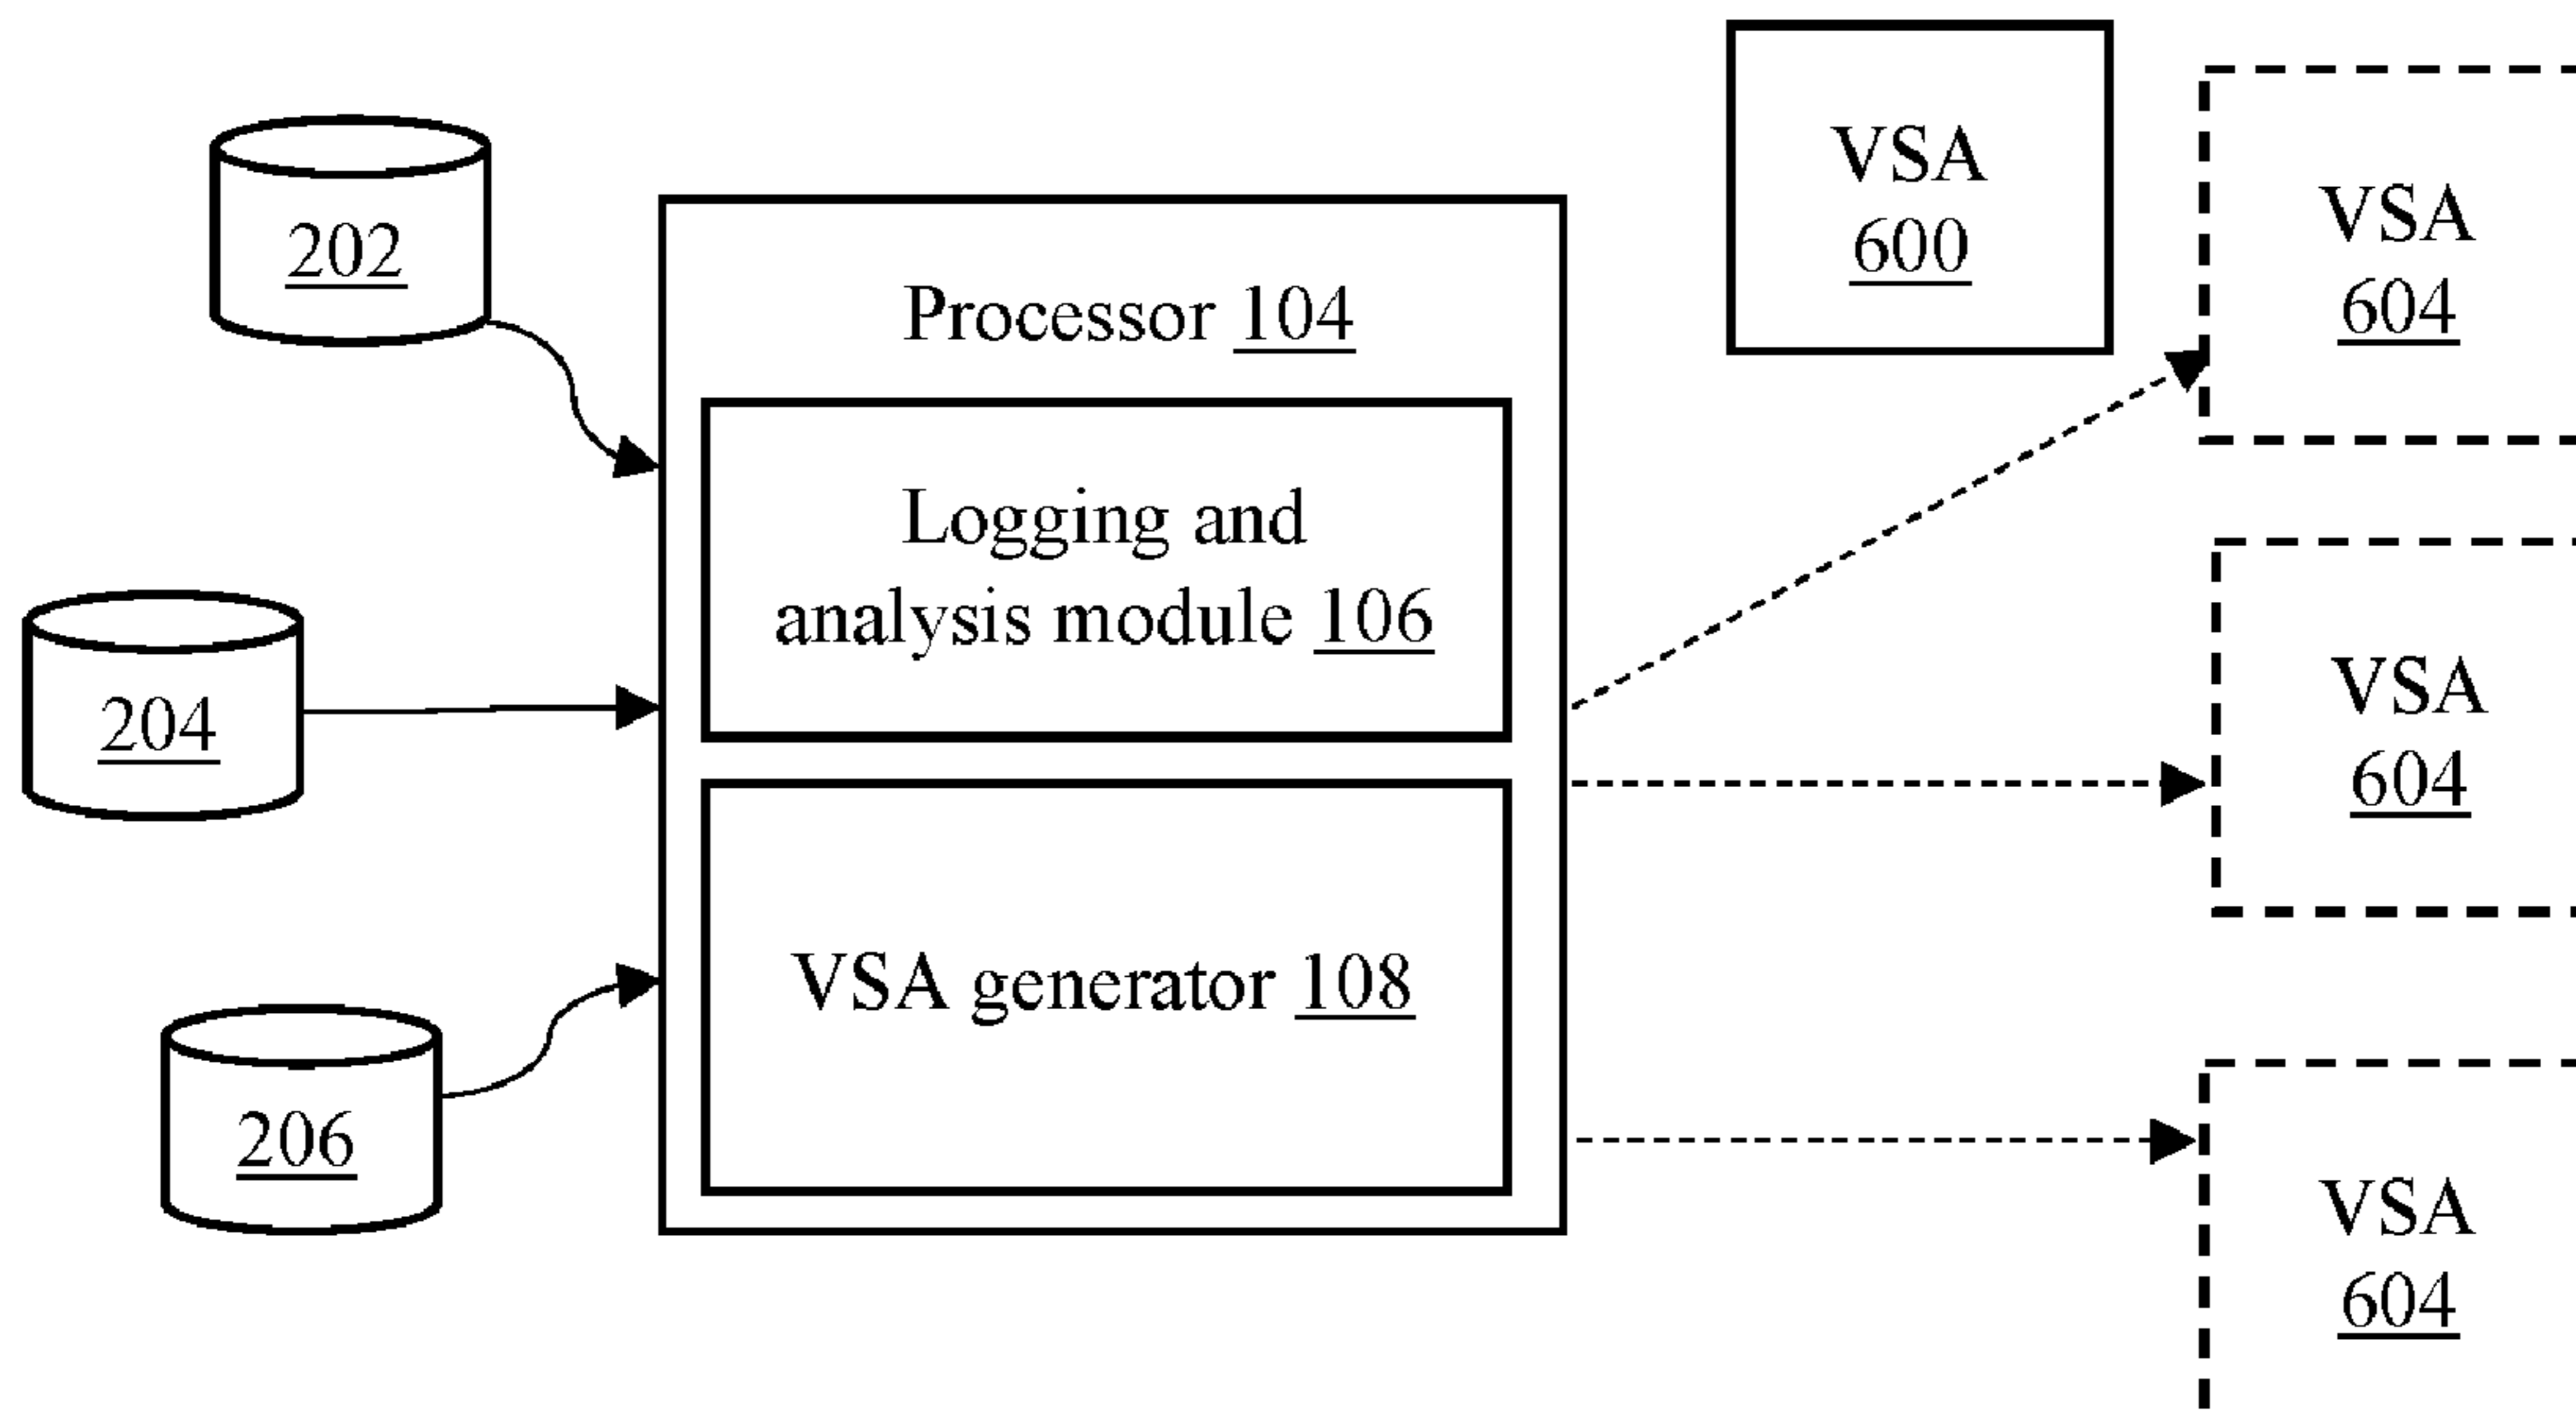 202
204
206
Processor 104
Logging and
analysis module 106
VSA generator 108
VSA
600
VSA
604
VSA
604
VSA
604